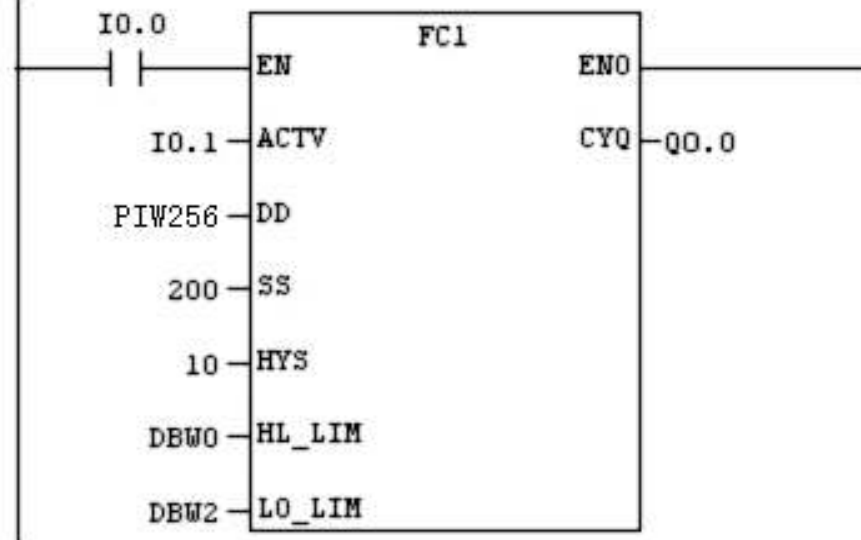 I0.0
FC1
EN ENO
I0.1 ACTV CYQ Q0.0
PIW256 DD
200 SS
10 HYS
DBW0 HL_LIM
DBW2 LO_LIM